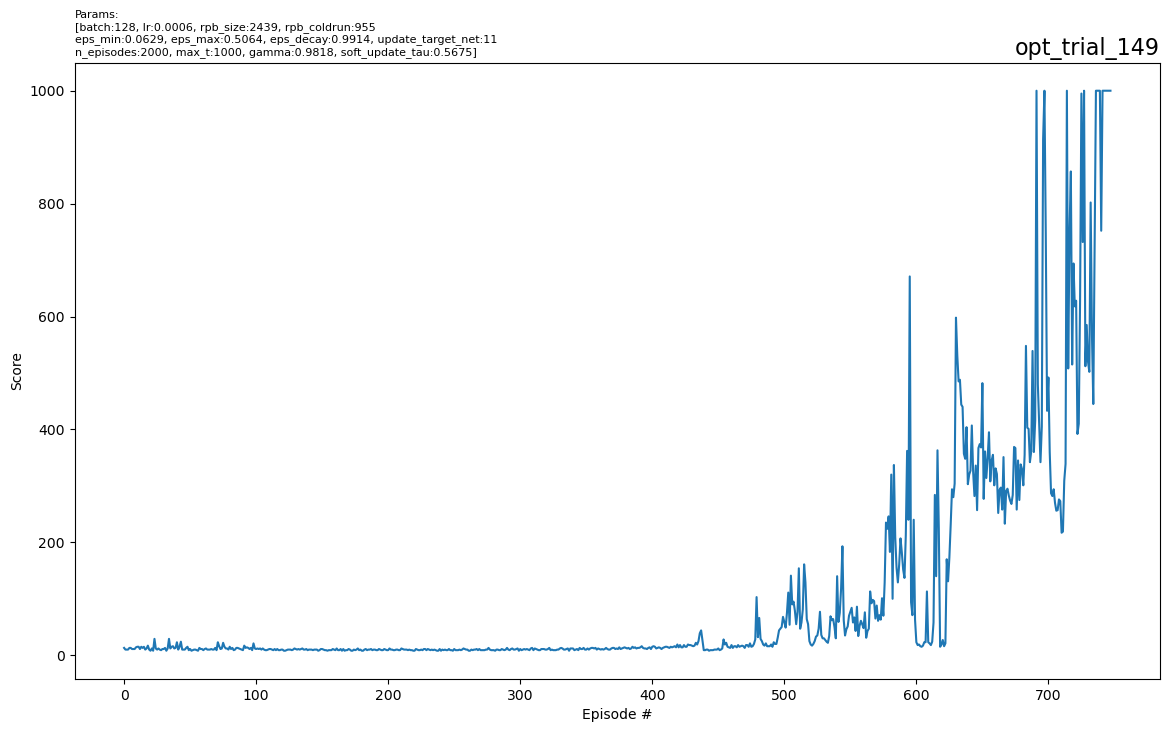 Params:
[batch:128, lr:0.0006, rpb_size:2439, rpb_coldrun:955
eps_min:0.0629, eps_max:0.5064, eps_decay:0.9914, update_target_net:11
n_episodes:2000, max_t:1000, gamma:0.9818, soft_update_tau:0.5675]
opt_trial_149
1000
800
600
400
200
0
Score
0 100 200 300 400 500 600 700
Episode #